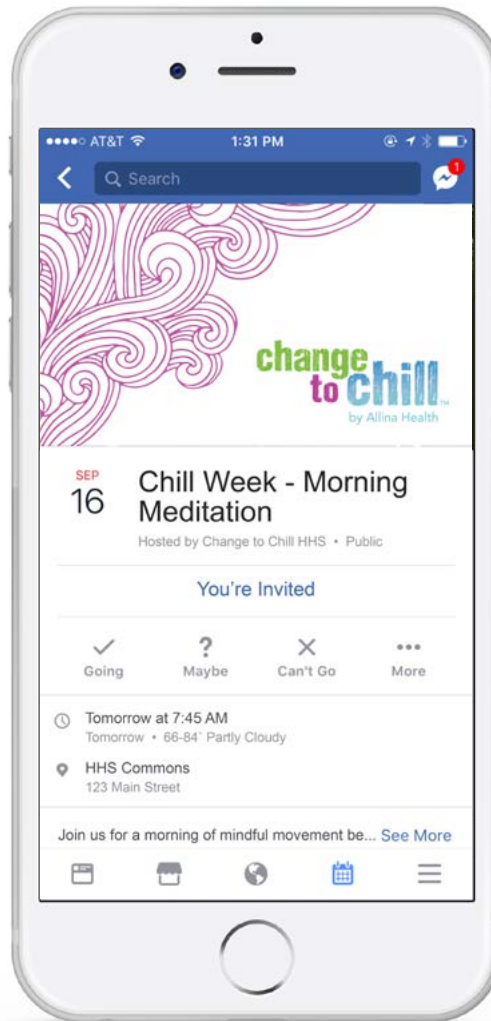 AT&T 1:31 PM
Search
1
change
to chill™
by Allina Health
SEP
16
Chill Week - Morning
Meditation
Hosted by Change to Chill HHS • Public
You're Invited
Going Maybe Can't Go More
Tomorrow at 7:45 AM
Tomorrow • 66-84° Partly Cloudy
HHS Commons
123 Main Street
Join us for a morning of mindful movement be... See More